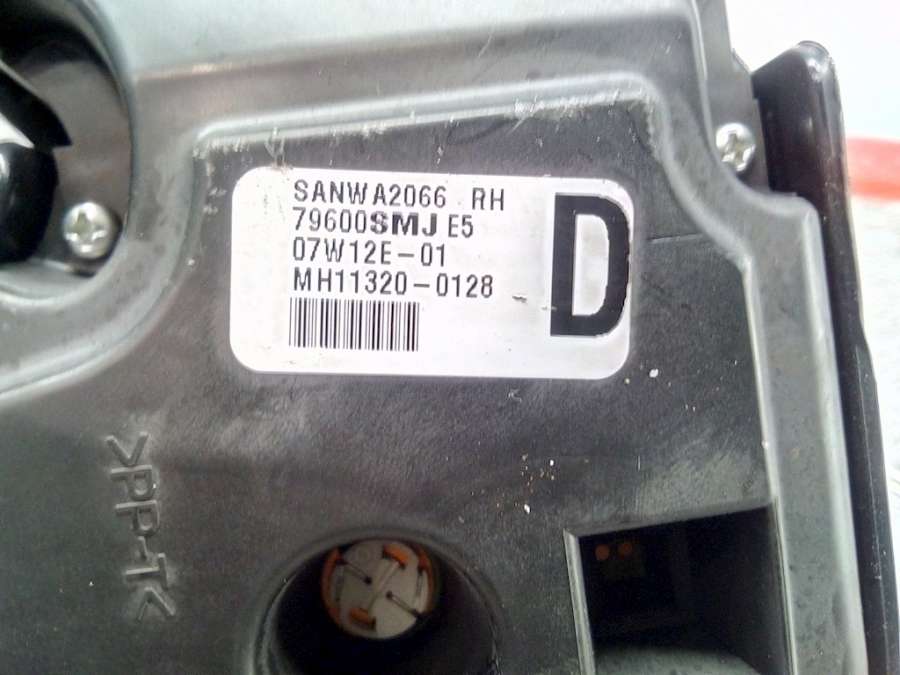 SANWA2066 RH
79600SMJ E5
07W12E-01
MH11320-0128
D
>PP-T<